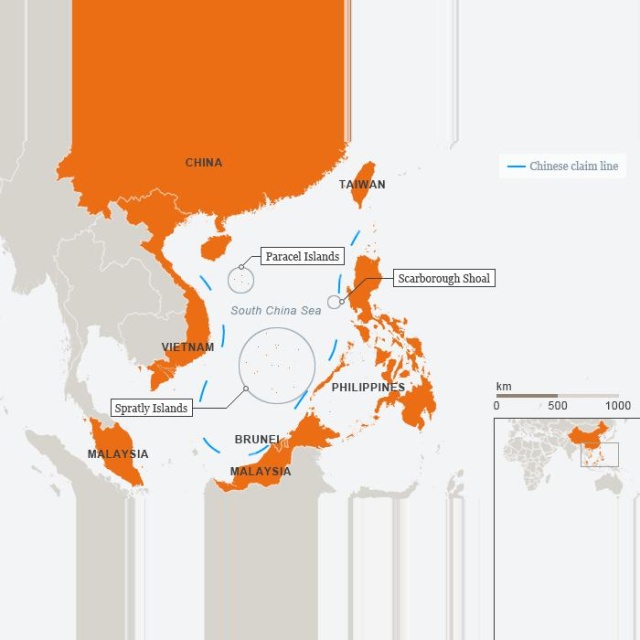 CHINA
TAIWAN
Chinese claim line
Paracel Islands
Scarborough Shoal
South China Sea
VIETNAM
PHILIPPINES
km
0 500 1000
Spratly Islands
BRUNEI
MALAYSIA
MALAYSIA